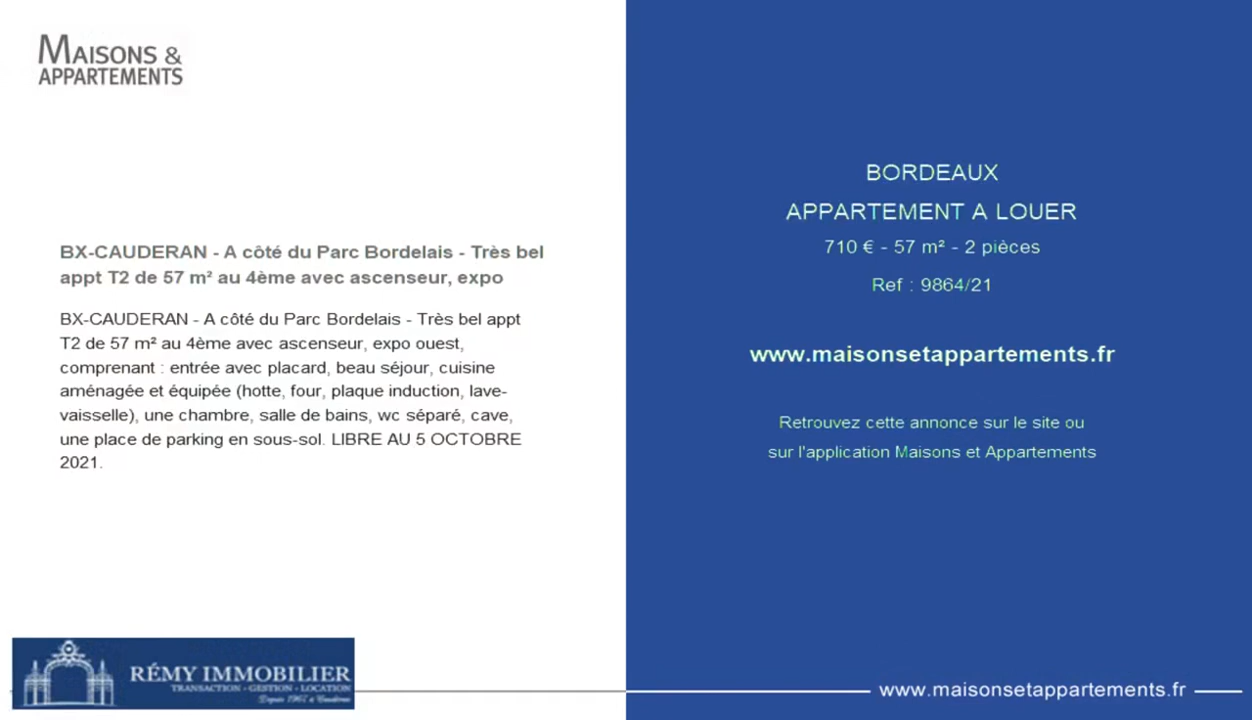 MAISONS &
APPARTEMENTS
BX-CAUDERAN - A côté du Parc Bordelais - Très bel
appt T2 de 57 m² au 4ème avec ascenseur, expo
BX-CAUDERAN - A côté du Parc Bordelais - Très bel appt
T2 de 57 m² au 4ème avec ascenseur, expo ouest,
comprenant : entrée avec placard, beau séjour, cuisine
aménagée et équipée (hotte, four, plaque induction, lave-
vaisselle), une chambre, salle de bains, wc séparé, cave,
une place de parking en sous-sol. LIBRE AU 5 OCTOBRE
2021.
RÉMY IMMOBILIER
TRANSACTION - GESTION - LOCATION
Depuis 1967 à Caudéran
BORDEAUX
APPARTEMENT A LOUER
710 € - 57 m² - 2 pièces
Ref : 9864/21
www.maisonsetappartements.fr
Retrouvez cette annonce sur le site ou
sur l'application Maisons et Appartements
www.maisonsetappartements.fr